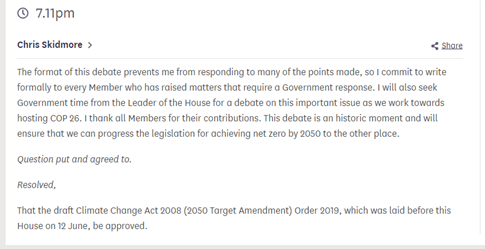 7.11pm
Chris Skidmore
Share
The format of this debate prevents me from responding to many of the points made, so I commit to write
formally to every Member who has raised matters that require a Government response. I will also seek
Government time from the Leader of the House for a debate on this important issue as we work towards
hosting COP 26. I thank all Members for their contributions. This debate is an historic moment and will
ensure that we can progress the legislation for achieving net zero by 2050 to the other place.
Question put and agreed to.
Resolved,
That the draft Climate Change Act 2008 (2050 Target Amendment) Order 2019, which was laid before this
House on 12 June, be approved.